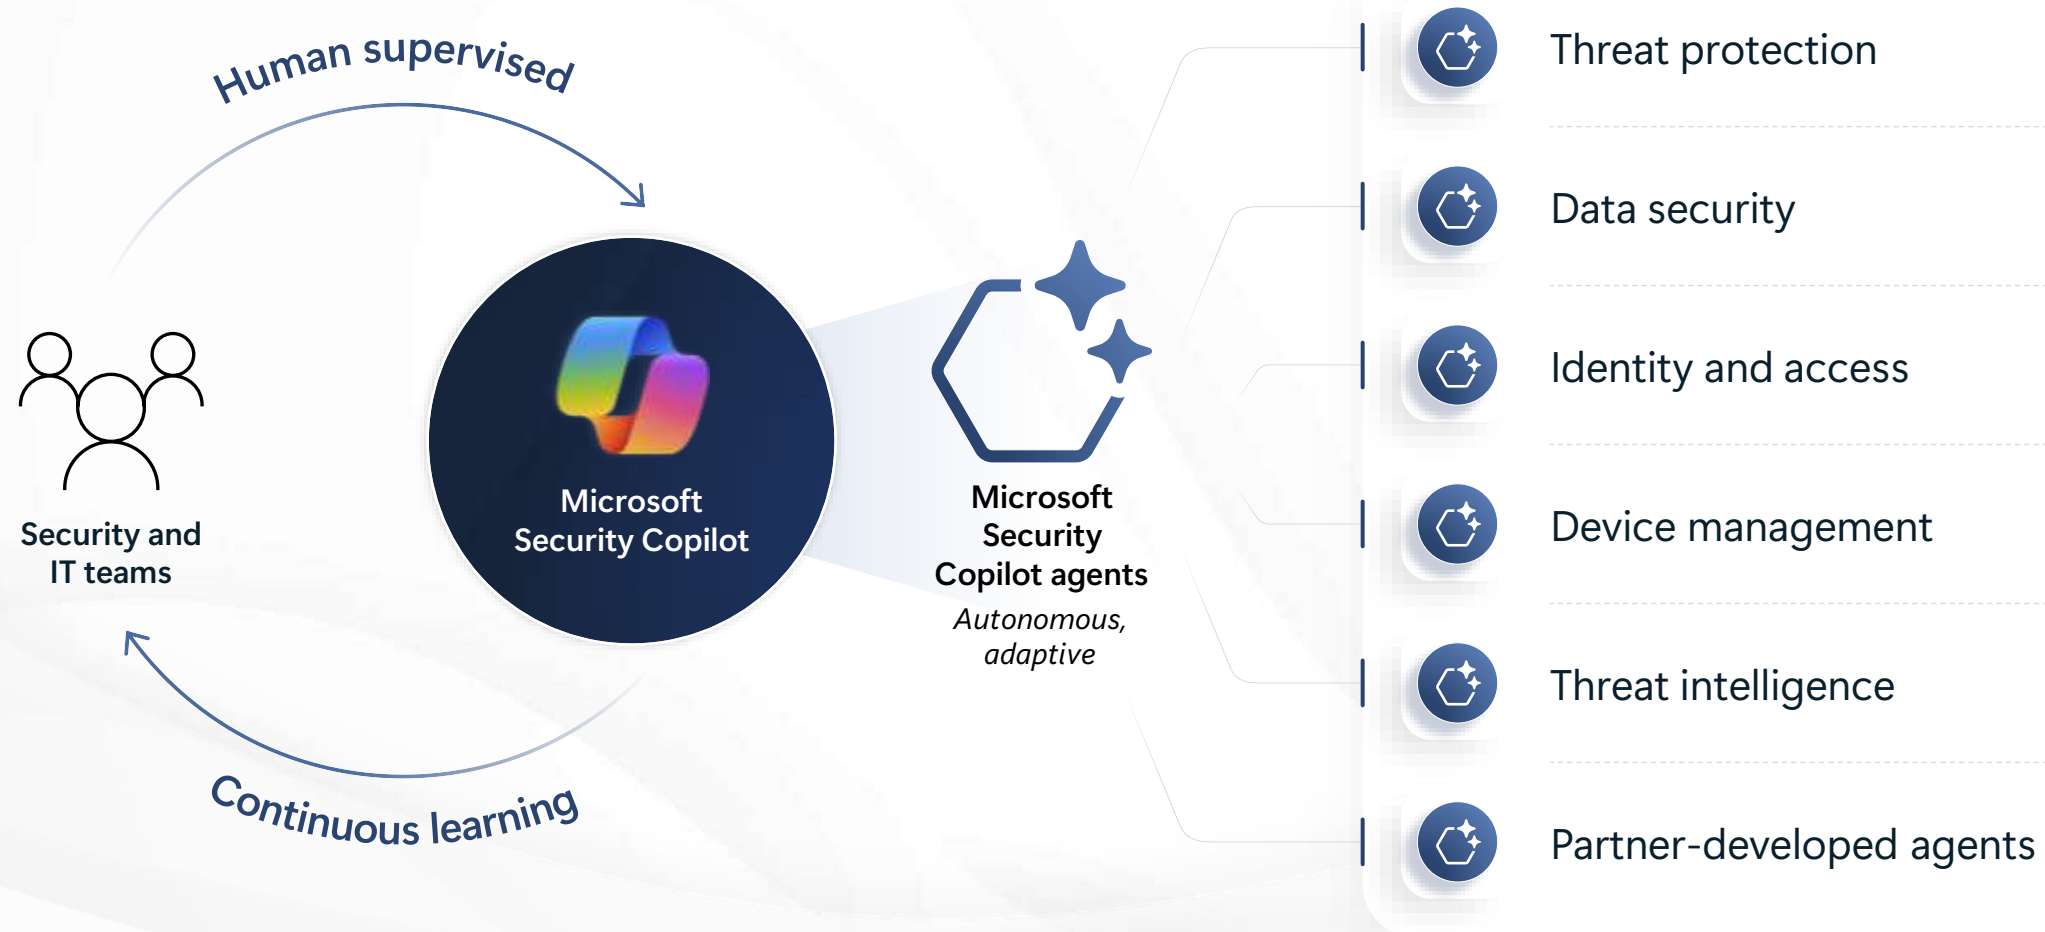 Human supervised
Security and
IT teams
Continuous learning
Microsoft
Security Copilot
Microsoft
Security
Copilot agents
Autonomous,
adaptive
Threat protection
Data security
Identity and access
Device management
Threat intelligence
Partner-developed agents